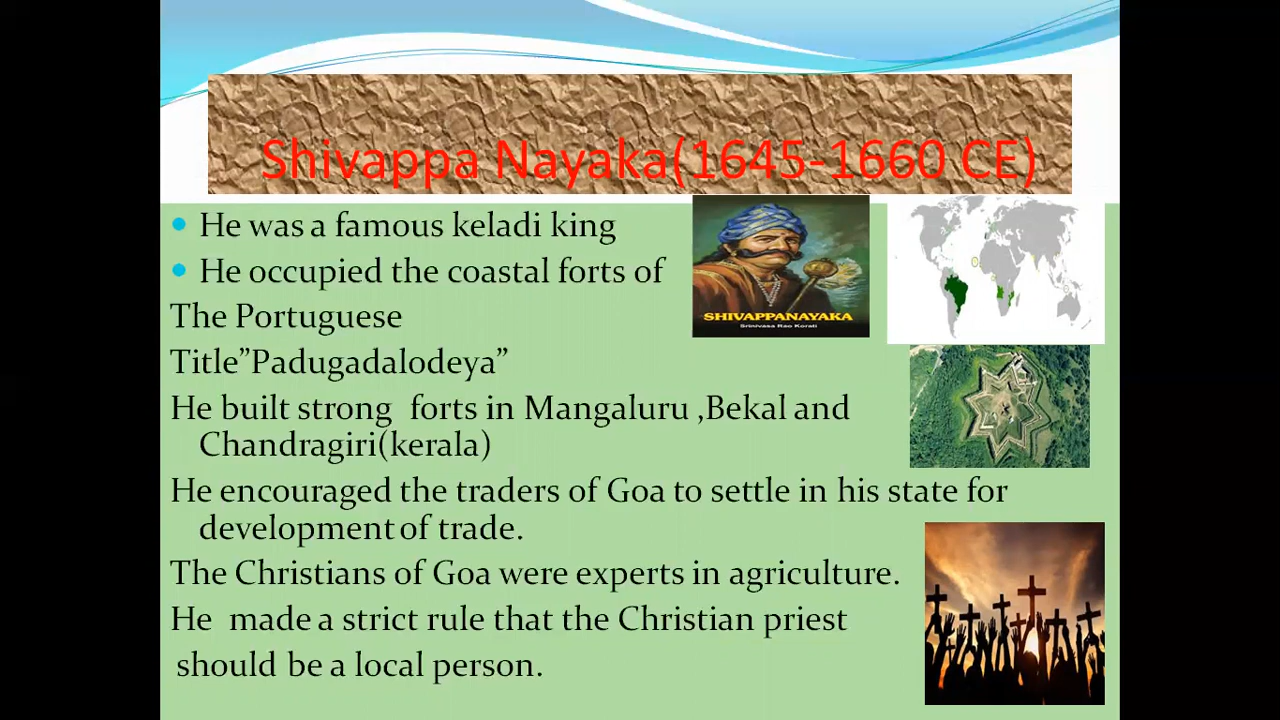 Shivappa Nayaka(1645-1660 CE)
He was a famous keladi king
He occupied the coastal forts of
The Portuguese
Title”Padugadalodeya”
He built strong forts in Mangaluru ,Bekal and
Chandragiri(kerala)
He encouraged the traders of Goa to settle in his state for
development of trade.
The Christians of Goa were experts in agriculture.
He made a strict rule that the Christian priest
should be a local person.
SHIVAPPANAYAKA
Srinivasa Rao Korati